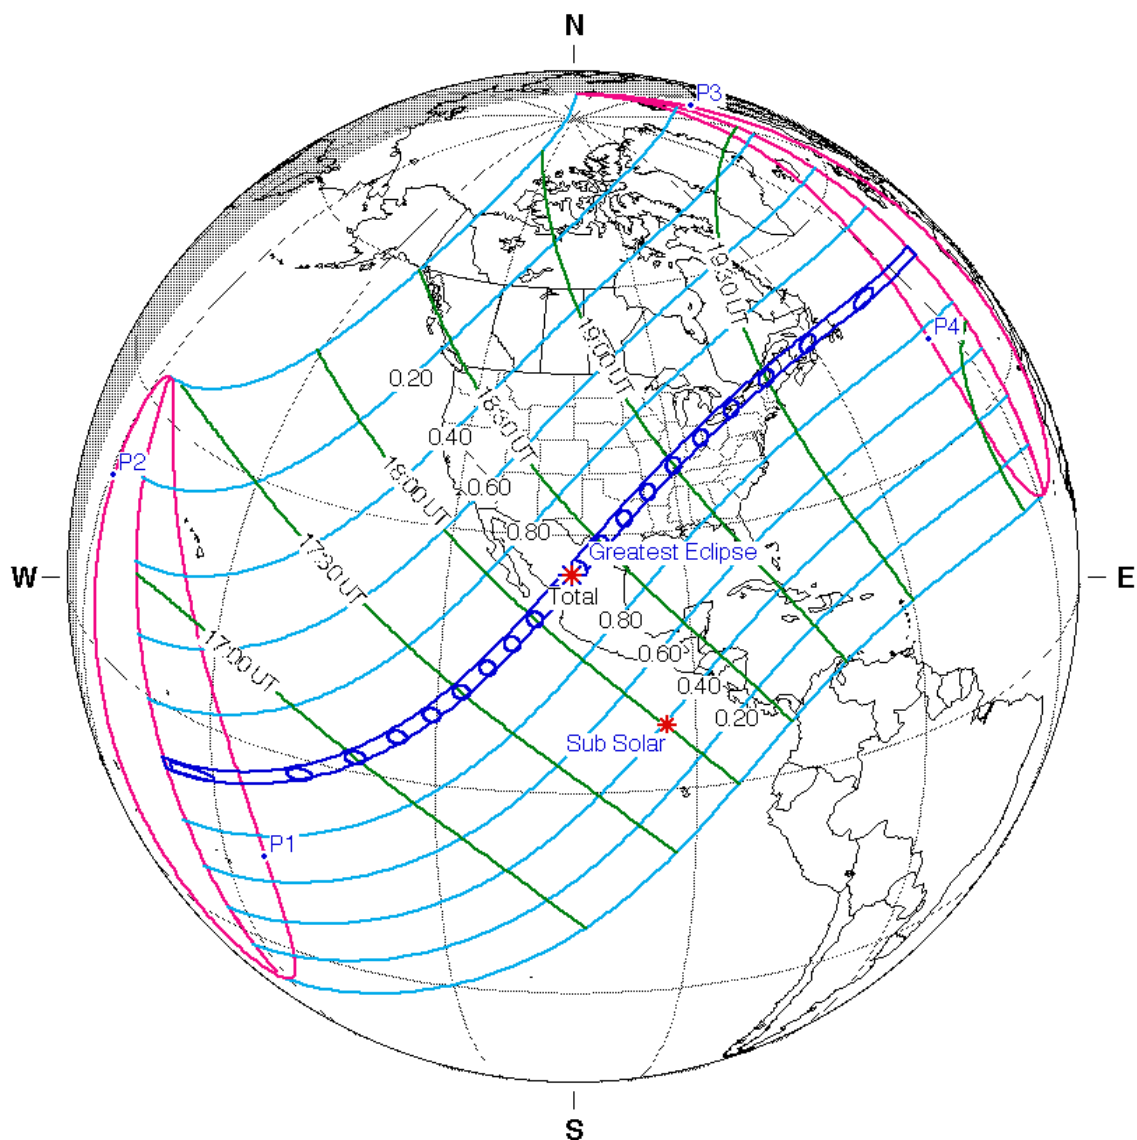 N
P3
19:30 UT
19:00 UT
P4
0.20
18:30 UT
0.40
P2
18:00 UT
0.60
0.80
17:30 UT
Greatest Eclipse
W
E
Total
0.80
17:00 UT
0.60
0.40
0.20
Sub Solar
P1
S